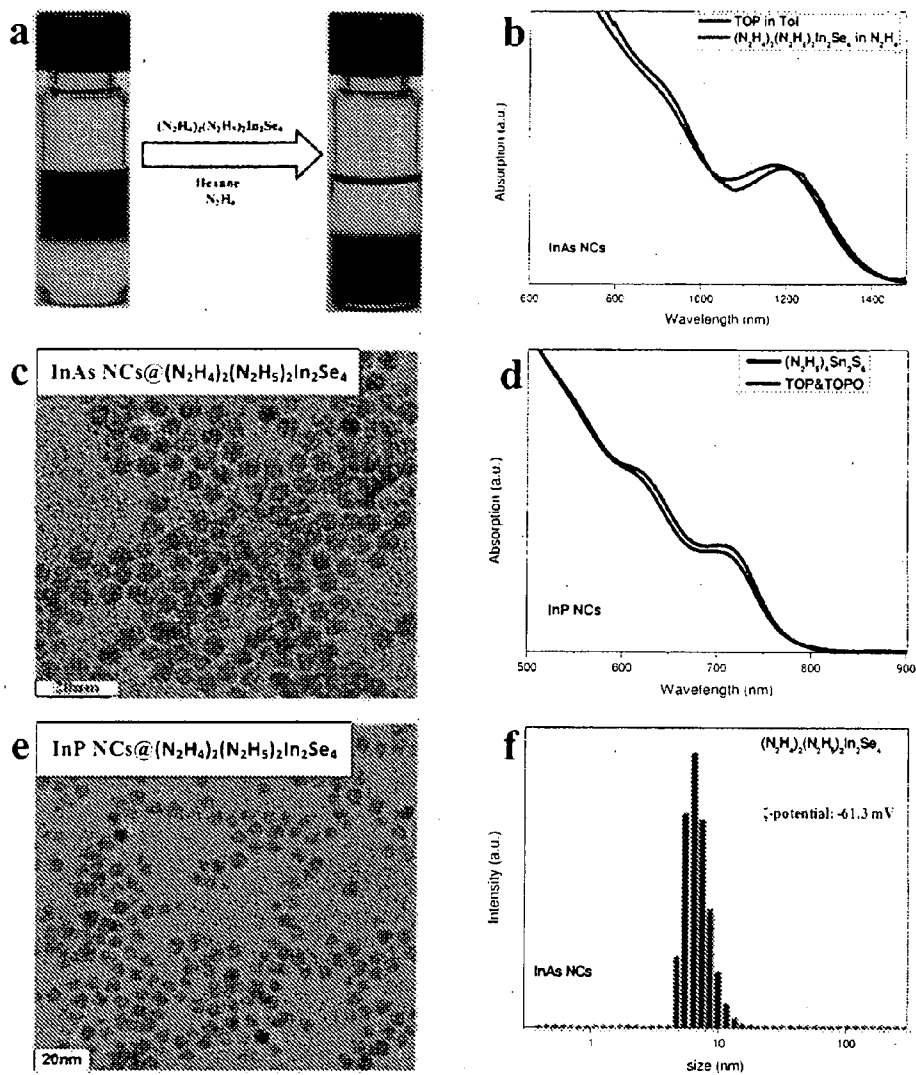 a
(N₂H₄)₂(N₂H₅)₂In₂Se₄
Hexane
N₂H₄
b
TOP in Tol
(N₂H₄)₂(N₂H₅)₂In₂Se₄ in N₂H₄
Absorption (a.u.)
InAs NCs
600 800 1000 1200 1400
Wavelength (nm)
c
InAs NCs@(N₂H₄)₂(N₂H₅)₂In₂Se₄
20nm
d
(N₂H₅)₄Sn₂S₄
TOP&TOPO
Absorption (a.u.)
InP NCs
500 600 700 800 900
Wavelength (nm)
e
InP NCs@(N₂H₄)₂(N₂H₅)₂In₂Se₄
20nm
f
(N₂H₄)₂(N₂H₅)₂In₂Se₄
ζ-potential: -61.3 mV
Intensity (a.u.)
InAs NCs
1 10 100
size (nm)